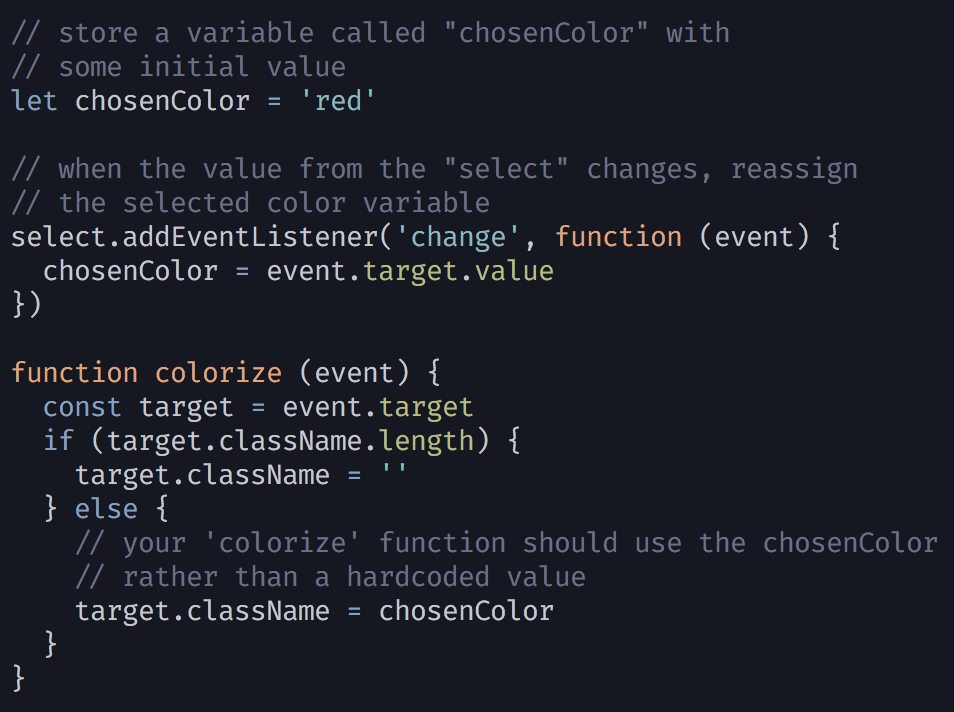 // store a variable called "chosenColor" with
// some initial value
let chosenColor = 'red'

// when the value from the "select" changes, reassign
// the selected color variable
select.addEventListener('change', function (event) {
  chosenColor = event.target.value
})

function colorize (event) {
  const target = event.target
  if (target.className.length) {
    target.className = ''
  } else {
    // your 'colorize' function should use the chosenColor
    // rather than a hardcoded value
    target.className = chosenColor
  }
}